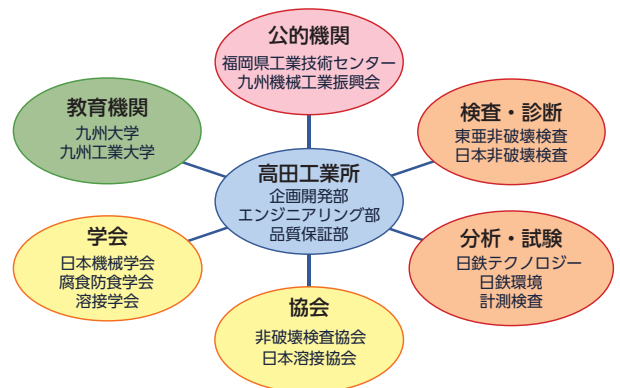 公的機関
福岡県工業技術センター
九州機械工業振興会
教育機関
九州大学
九州工業大学
検査・診断
東亜非破壊検査
日本非破壊検査
高田工業所
企画開発部
エンジニアリング部
品質保証部
学会
日本機械学会
腐食防食学会
溶接学会
分析・試験
日鉄テクノロジー
日鉄環境
計測検査
協会
非破壊検査協会
日本溶接協会